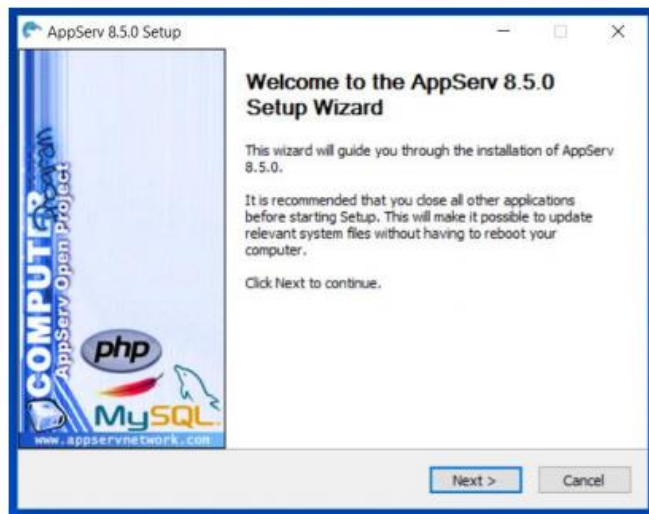 AppServ 8.5.0 Setup
Welcome to the AppServ 8.5.0
Setup Wizard
This wizard will guide you through the installation of AppServ
8.5.0.
It is recommended that you close all other applications
before starting Setup. This will make it possible to update
relevant system files without having to reboot your
computer.
Click Next to continue.
COMPUTER
Program
AppServ Open Project
php
MySQL
www.appservnetwork.com
Next >
Cancel